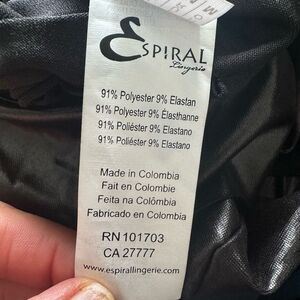 ESPIRAL
Lingerie
91% Polyester 9% Elastan
91% Polyester 9% Élasthanne
91% Poliéster 9% Elastano
91% Poliéster 9% Elastano
Made in Colombia
Fait en Colombie
Feita na Colômbia
Fabricado en Colombia
RN 101703
CA 27777
www.espirallingerie.com